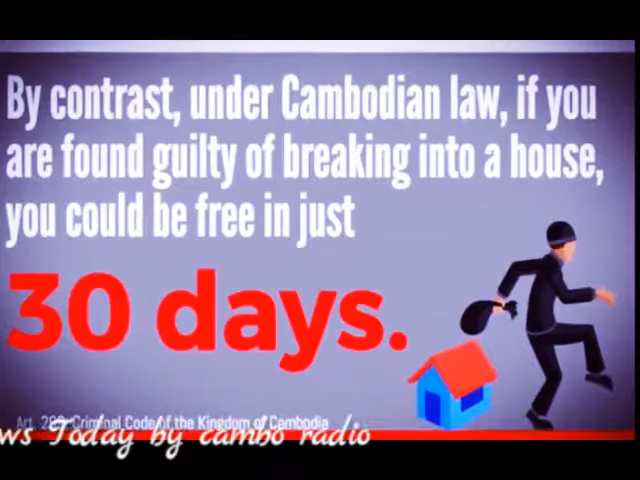 By contrast, under Cambodian law, if you
are found guilty of breaking into a house,
you could be free in just
30 days.
Art. Criminal Code of the Kingdom of Cambodia
ws Today by cambo radio